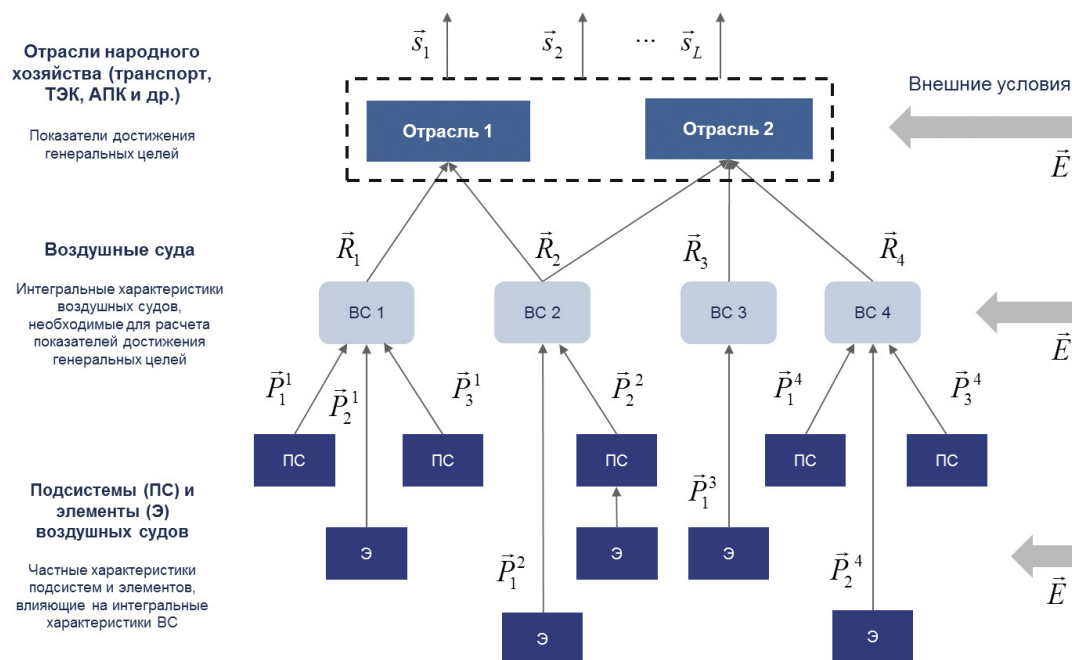 Отрасли народного
хозяйства (транспорт,
ТЭК, АПК и др.)
Показатели достижения
генеральных целей
s⃗₁
s⃗₂
...
s⃗_L
Отрасль 1
Отрасль 2
Внешние условия
E⃗
Воздушные суда
Интегральные характеристики
воздушных судов,
необходимые для расчета
показателей достижения
генеральных целей
R⃗₁
R⃗₂
R⃗₃
R⃗₄
ВС 1
ВС 2
ВС 3
ВС 4
E⃗
P⃗₁¹
P⃗₂¹
P⃗₃¹
P⃗₂²
P⃗₁⁴
P⃗₃⁴
ПС
ПС
ПС
ПС
ПС
Подсистемы (ПС) и
элементы (Э)
воздушных судов
Частные характеристики
подсистем и элементов,
влияющие на интегральные
характеристики ВС
P⃗₁³
Э
Э
Э
P⃗₁²
P⃗₂⁴
E⃗
Э
Э